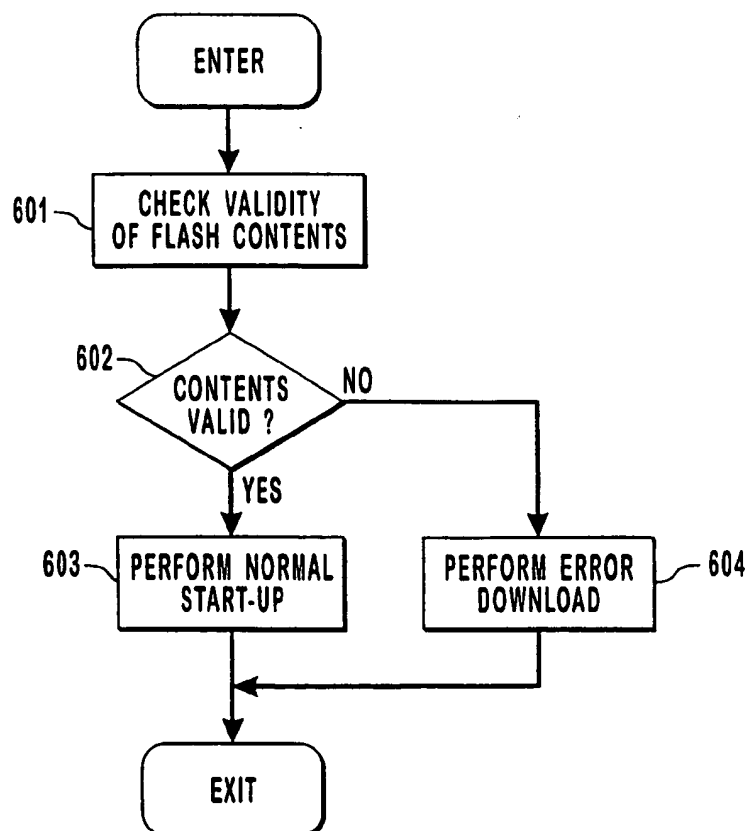 ENTER
601
CHECK VALIDITY
OF FLASH CONTENTS
602
CONTENTS
VALID ?
NO
YES
603
PERFORM NORMAL
START-UP
PERFORM ERROR
DOWNLOAD
604
EXIT